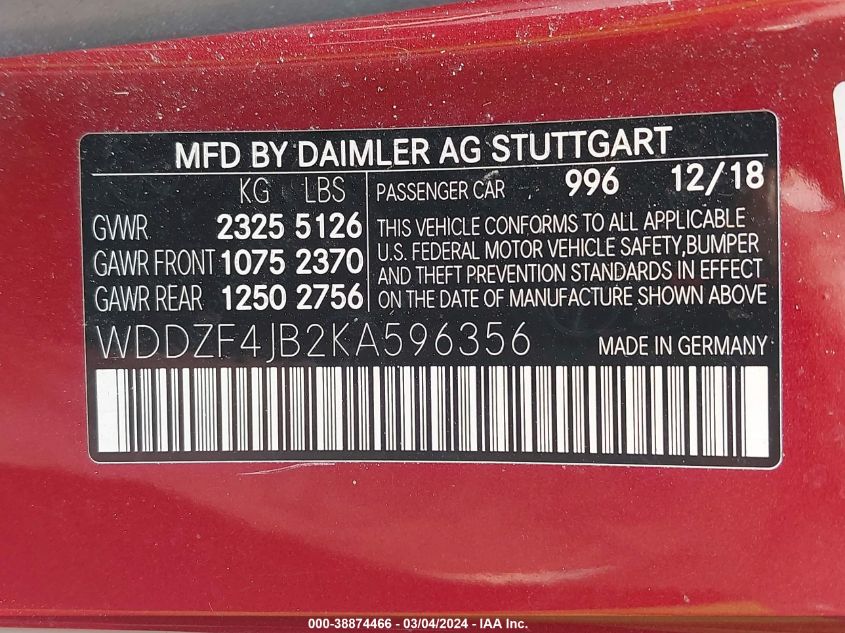 MFD BY DAIMLER AG STUTTGART
KG LBS
GVWR 2325 5126
GAWR FRONT 1075 2370
GAWR REAR 1250 2756
PASSENGER CAR 996 12/18
THIS VEHICLE CONFORMS TO ALL APPLICABLE
U.S. FEDERAL MOTOR VEHICLE SAFETY,BUMPER
AND THEFT PREVENTION STANDARDS IN EFFECT
ON THE DATE OF MANUFACTURE SHOWN ABOVE
WDDZF4JB2KA596356 MADE IN GERMANY
000-38874466 - 03/04/2024 - IAA Inc.